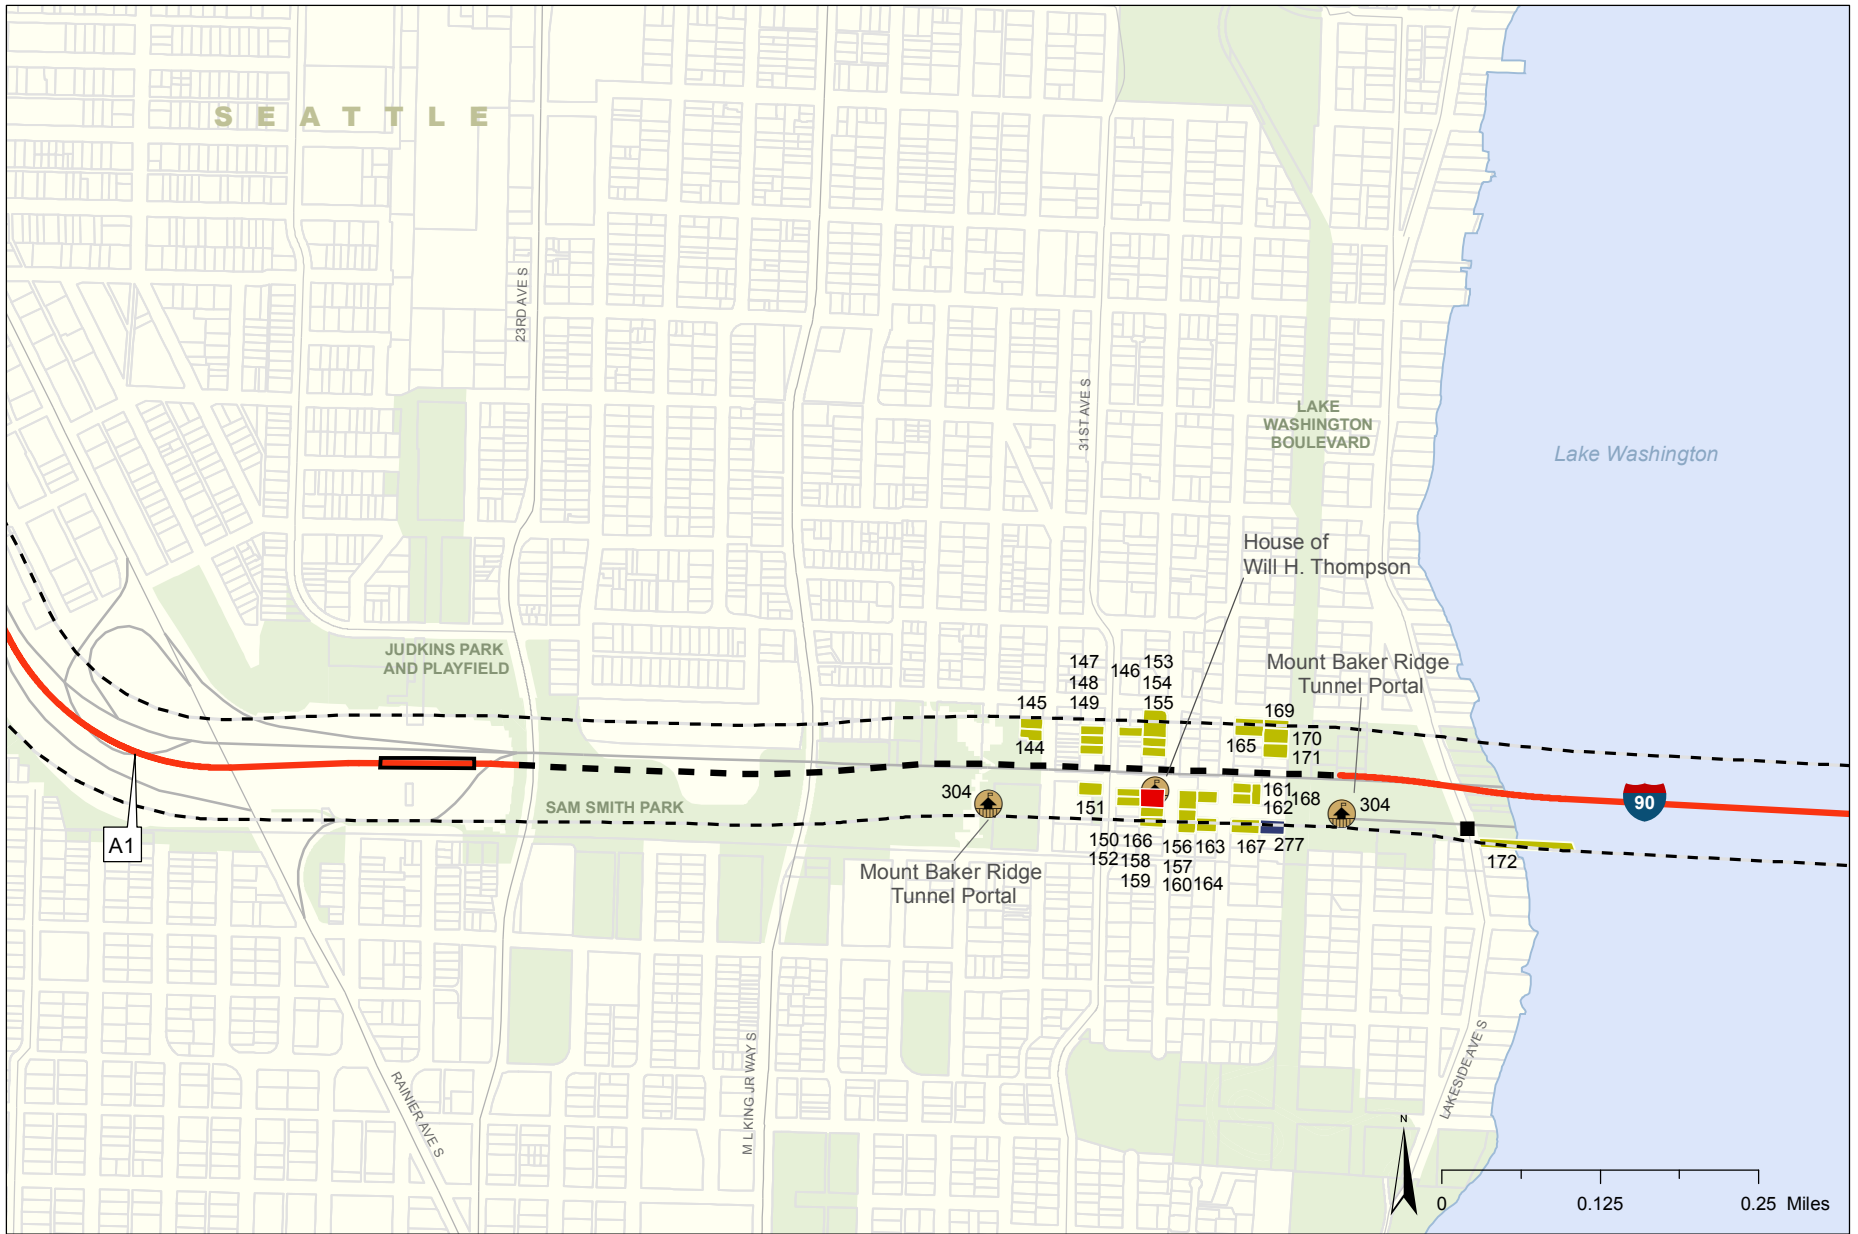 SEATTLE
23RD AVE S
31ST AVE S
LAKE
WASHINGTON
BOULEVARD
Lake Washington
House of
Will H. Thompson
JUDKINS PARK
AND PLAYFIELD
Mount Baker Ridge
Tunnel Portal
147
146
153
148
154
145
149
155
169
144
165
170
171
304
SAM SMITH PARK
151
161
162
168
304
90
A1
150
166
156
163
167
277
152
158
157
159
160
164
172
Mount Baker Ridge
Tunnel Portal
RAINIER AVE S
M L KING JR WAY S
LAKESIDE AVE S
N
P
P
P
0
0.125
0.25 Miles